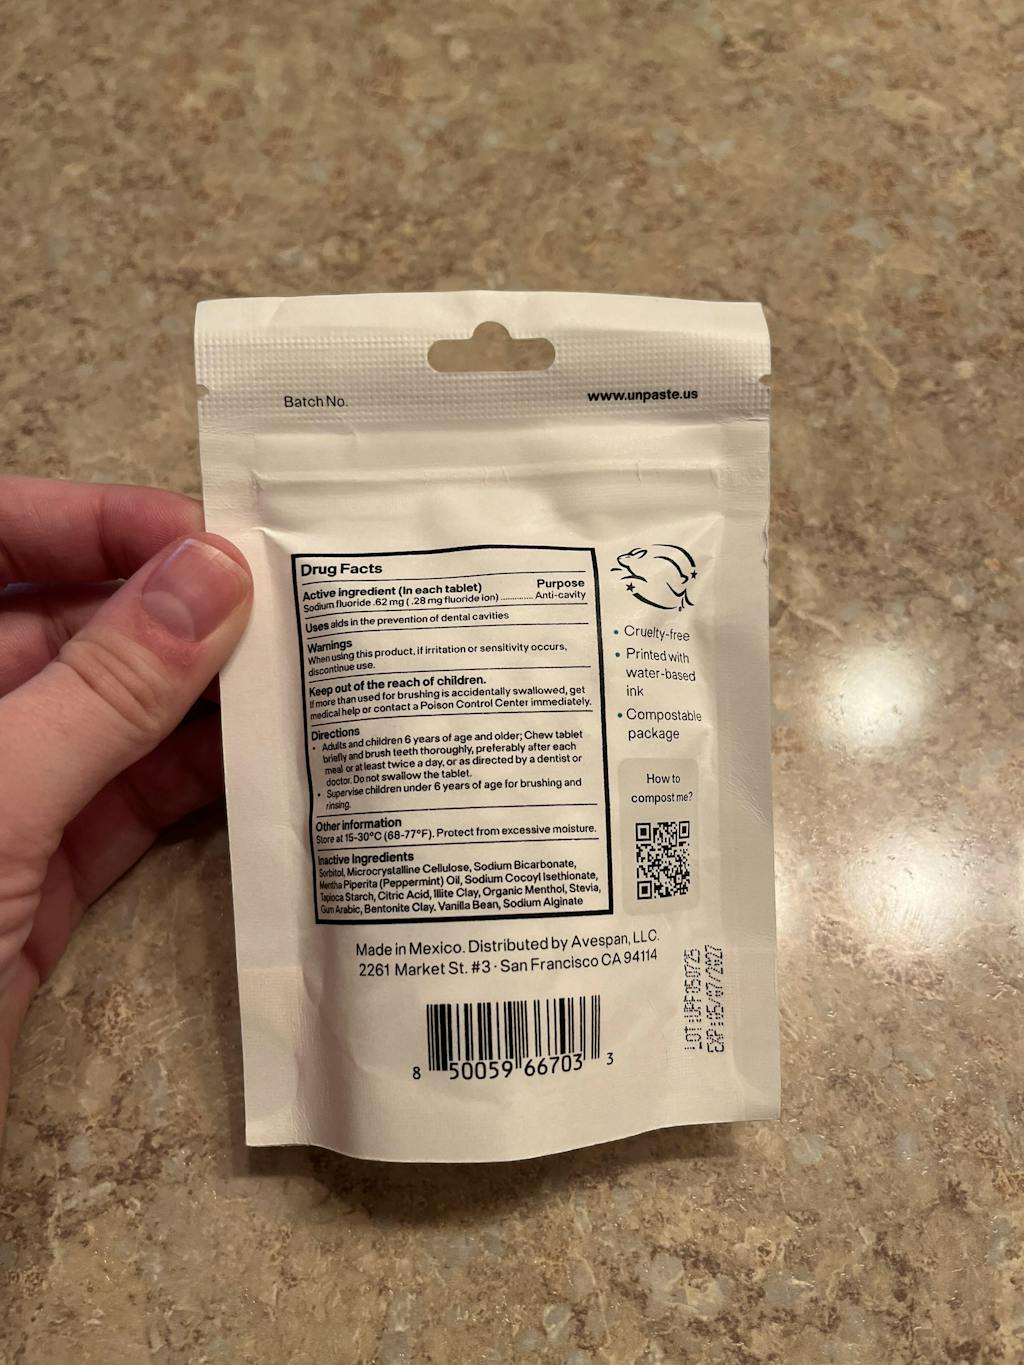 Batch No.
www.unpaste.us
Drug Facts
Active ingredient (In each tablet) Purpose
Sodium fluoride .62 mg ( .28 mg fluoride ion) ............. Anti-cavity
Uses aids in the prevention of dental cavities
Warnings
When using this product, if irritation or sensitivity occurs,
discontinue use.
Keep out of the reach of children.
If more than used for brushing is accidentally swallowed, get
medical help or contact a Poison Control Center immediately.
Directions
• Adults and children 6 years of age and older; Chew tablet
briefly and brush teeth thoroughly, preferably after each
meal or at least twice a day, or as directed by a dentist or
doctor. Do not swallow the tablet.
• Supervise children under 6 years of age for brushing and
rinsing.
Other information
Store at 15-30°C (68-77°F). Protect from excessive moisture.
Inactive Ingredients
Sorbitol, Microcrystalline Cellulose, Sodium Bicarbonate,
Mentha Piperita (Peppermint) Oil, Sodium Cocoyl Isethionate,
Tapioca Starch, Citric Acid, Illite Clay, Organic Menthol, Stevia,
Gum Arabic, Bentonite Clay. Vanilla Bean, Sodium Alginate
• Cruelty-free
• Printed with
water-based
ink
• Compostable
package
How to
compost me?
Made in Mexico. Distributed by Avespan, LLC.
2261 Market St. #3 · San Francisco CA 94114
8 50059 66703 3
LOT:UPF050725
EXP:05/07/2027